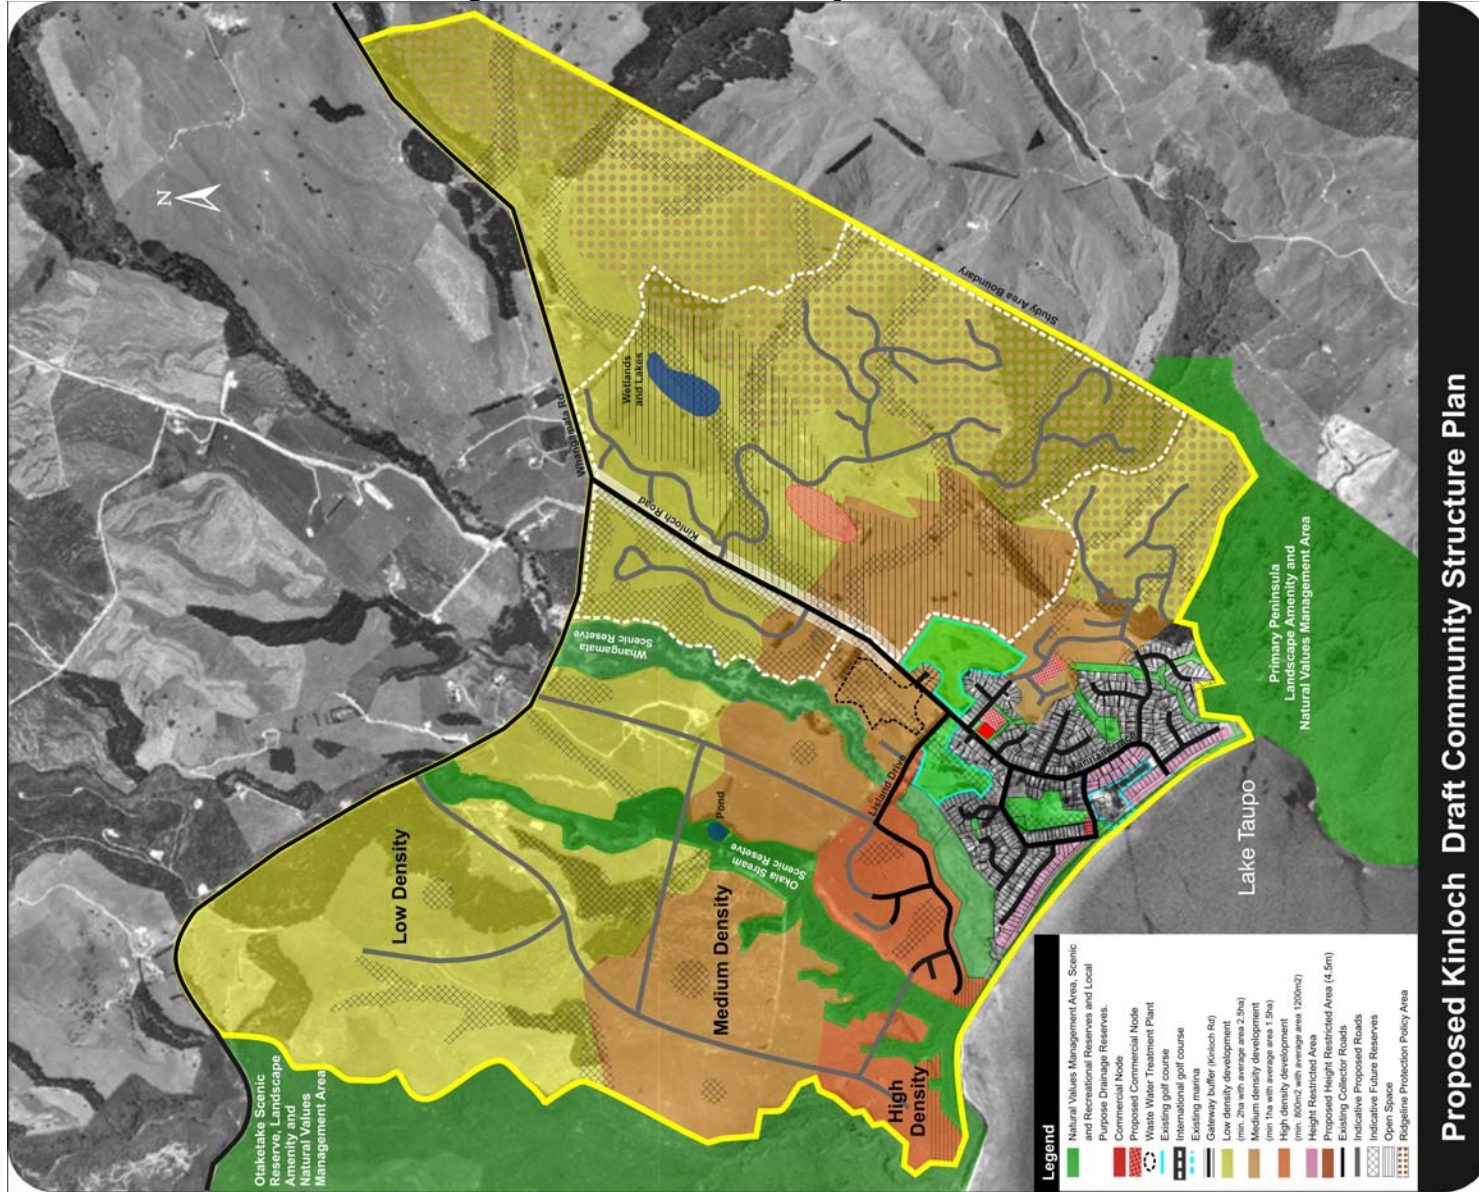 Proposed Kinloch Draft Community Structure Plan
Otaketake Scenic
Reserve, Landscape
Amenity and
Natural Values
Management Area
Low Density
Medium Density
High
Density
Okaia Stream
Scenic Resetve
Pond
Whangamata
Scenic Resetve
Whangamata Rd
Kinloch Road
Wetlands
and Lakes
Study Area Boundary
Lisland Drive
Primary Peninsula
Landscape Amenity and
Natural Values Management Area
Lake Taupo
N
Legend
Natural Values Management Area, Scenic
and Recreational Reserves and Local
Purpose Drainage Reserves.
Commercial Node
Proposed Commercial Node
Waste Water Treatment Plant
Existing golf course
International golf course
Existing marina
Gateway buffer (Kinloch Rd)
Low density development
(min. 2ha with average area 2.5ha)
Medium density development
(min 1ha with average area 1.5ha)
High density development
(min. 800m2 with average area 1200m2)
Height Restricted Area
Proposed Height Restricted Area (4.5m)
Existing Collector Roads
Indicative Proposed Roads
Indicative Future Reserves
Open Space
Ridgeline Protection Policy Area